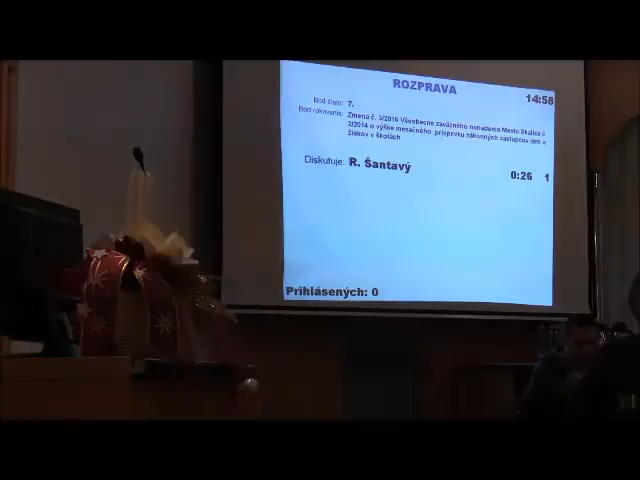 ROZPRAVA
14:58
Bod číslo: 7.
Bod rokovania: Zmena č. 3/2016 Všeobecne záväzného nariadenia Mesta Skalica č.
2/2014 o výške mesačného príspevku zákonných zástupcov detí a
žiakov v školách
Diskutuje: R. Šantavý
0:26 1
Prihlásených: 0